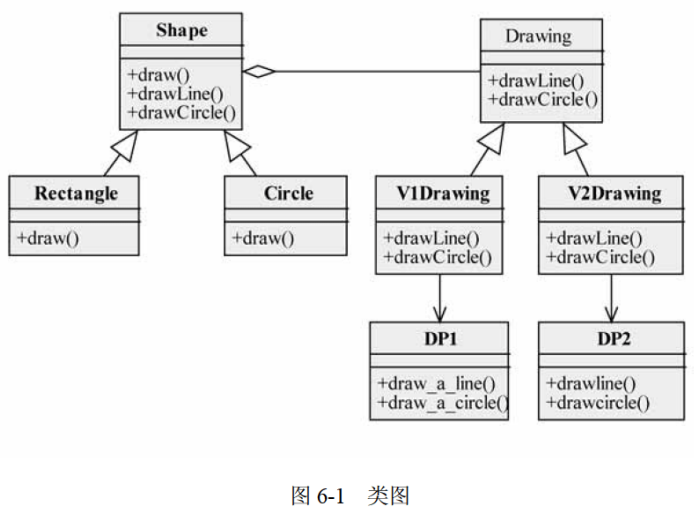 Shape
+draw()
+drawLine()
+drawCircle()
Drawing
+drawLine()
+drawCircle()
Rectangle
+draw()
Circle
+draw()
V1Drawing
+drawLine()
+drawCircle()
V2Drawing
+drawLine()
+drawCircle()
DP1
+draw_a_line()
+draw_a_circle()
DP2
+drawline()
+drawcircle()
图 6-1 类图